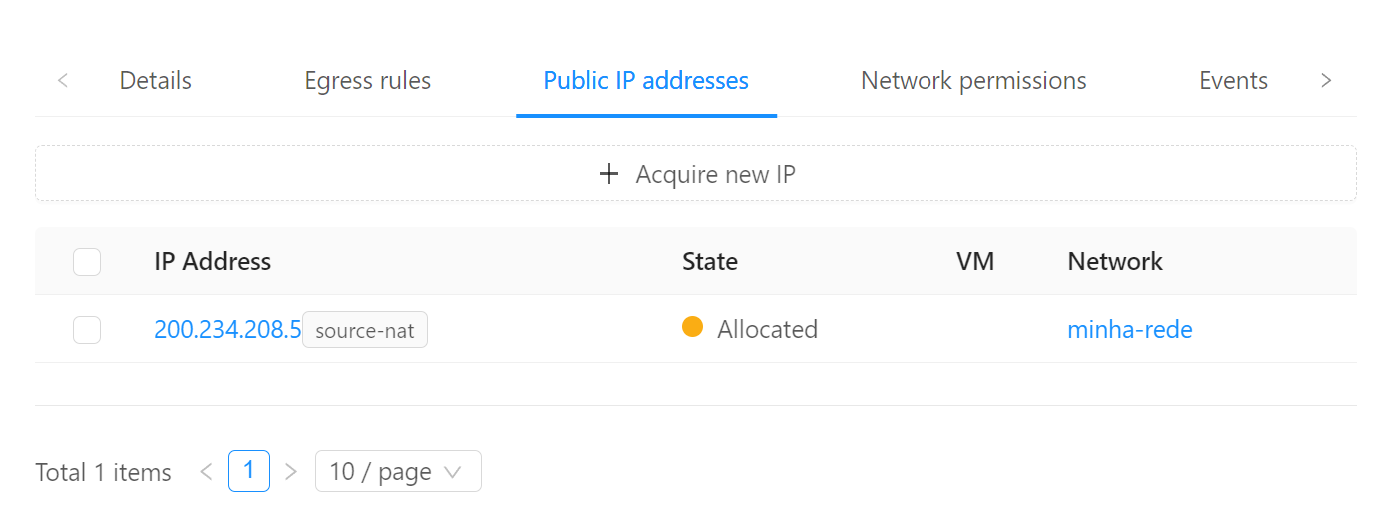 Details Egress rules Public IP addresses Network permissions Events
Acquire new IP
IP Address State VM Network
200.234.208.5 source-nat Allocated minha-rede
Total 1 items 1 10 / page